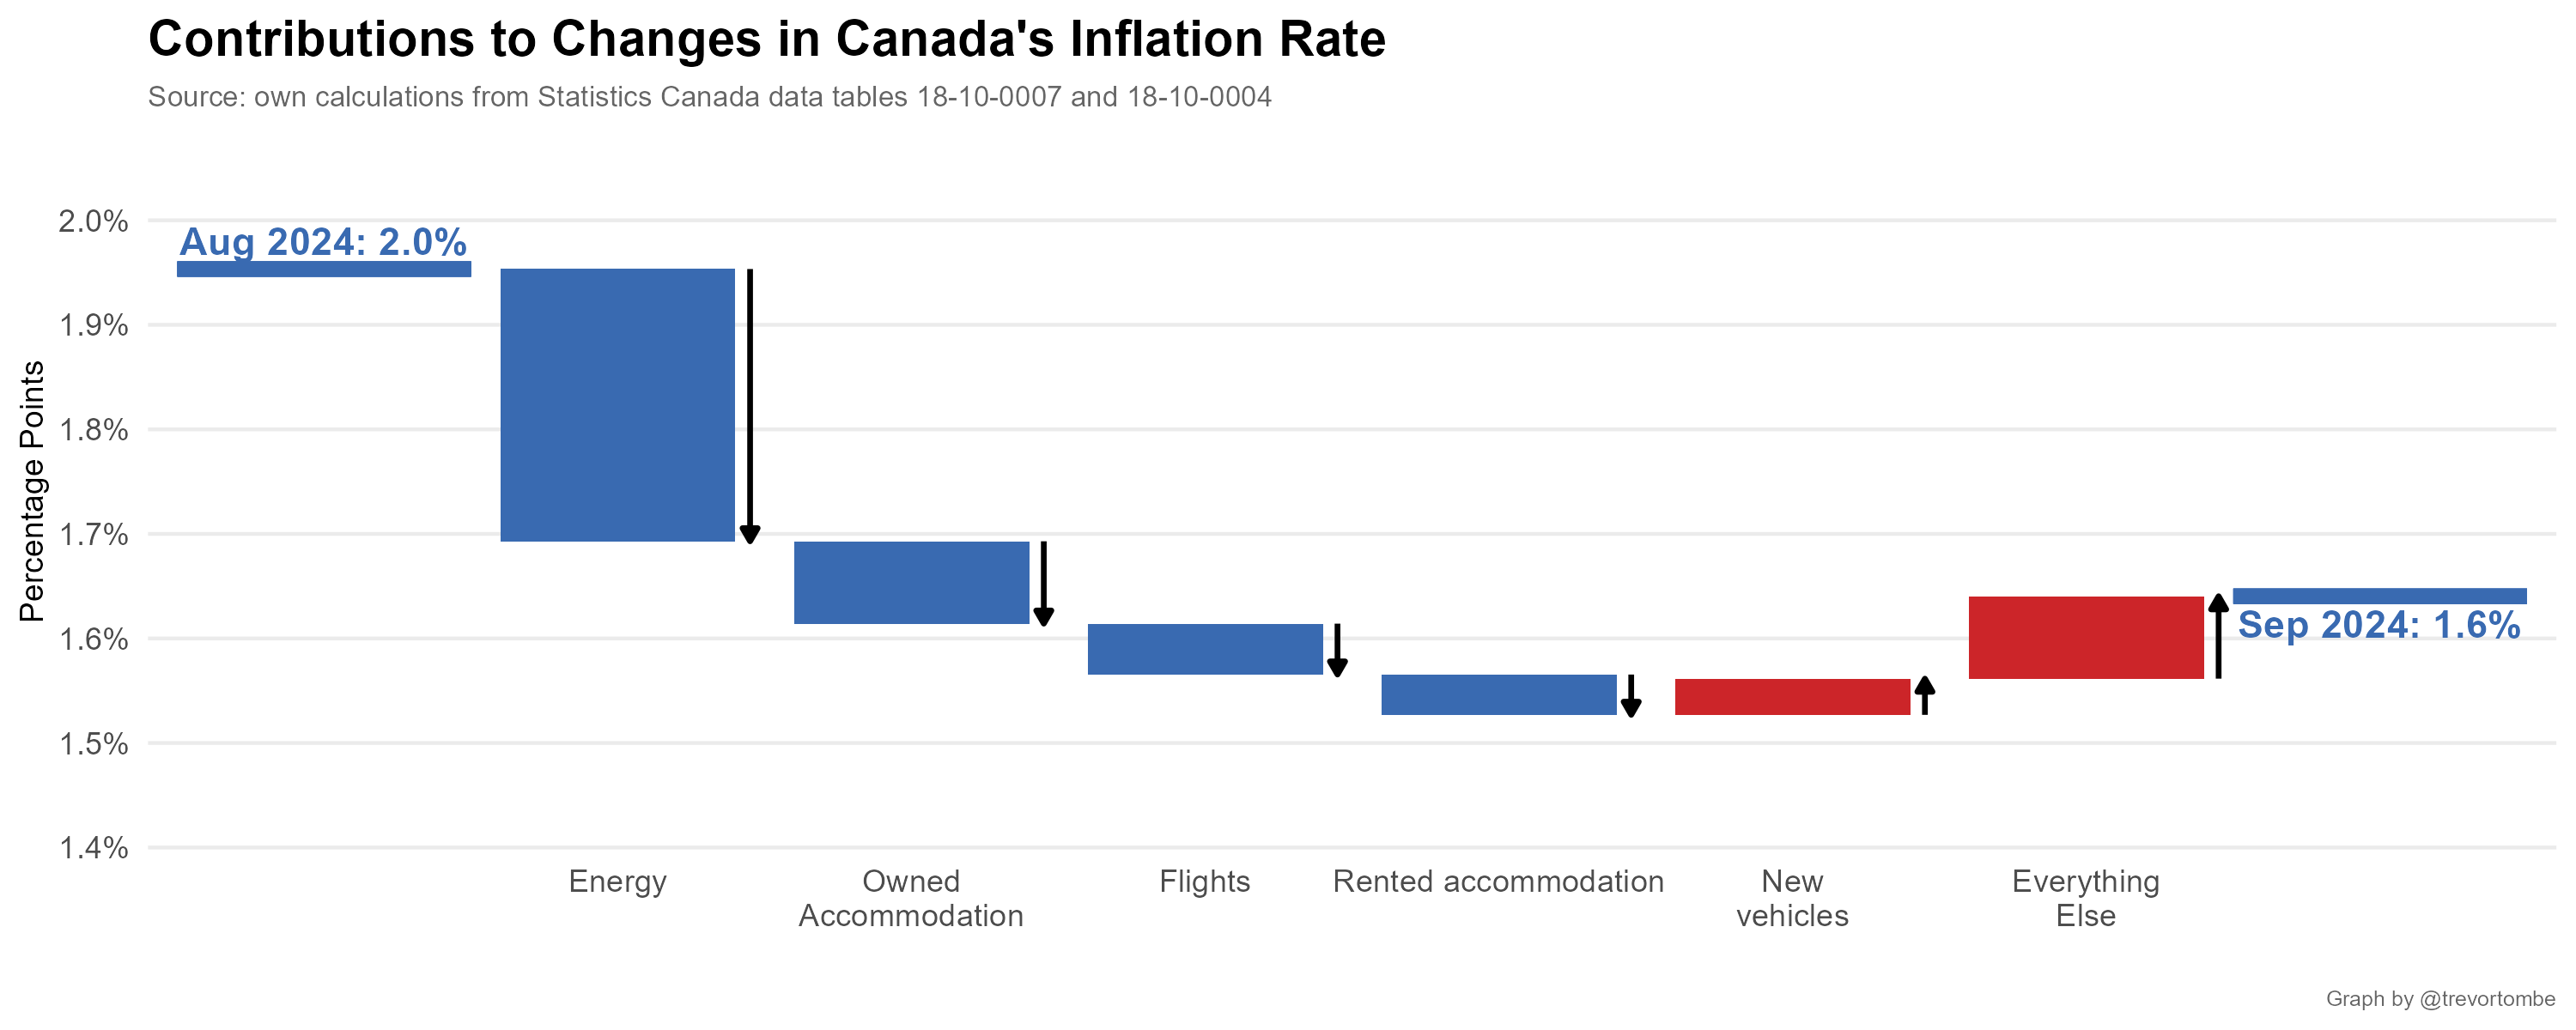 Contributions to Changes in Canada's Inflation Rate
Source: own calculations from Statistics Canada data tables 18-10-0007 and 18-10-0004
Percentage Points
2.0%
1.9%
1.8%
1.7%
1.6%
1.5%
1.4%
Aug 2024: 2.0%
Sep 2024: 1.6%
Energy
Owned
Accommodation
Flights
Rented accommodation
New
vehicles
Everything
Else
Graph by @trevortombe